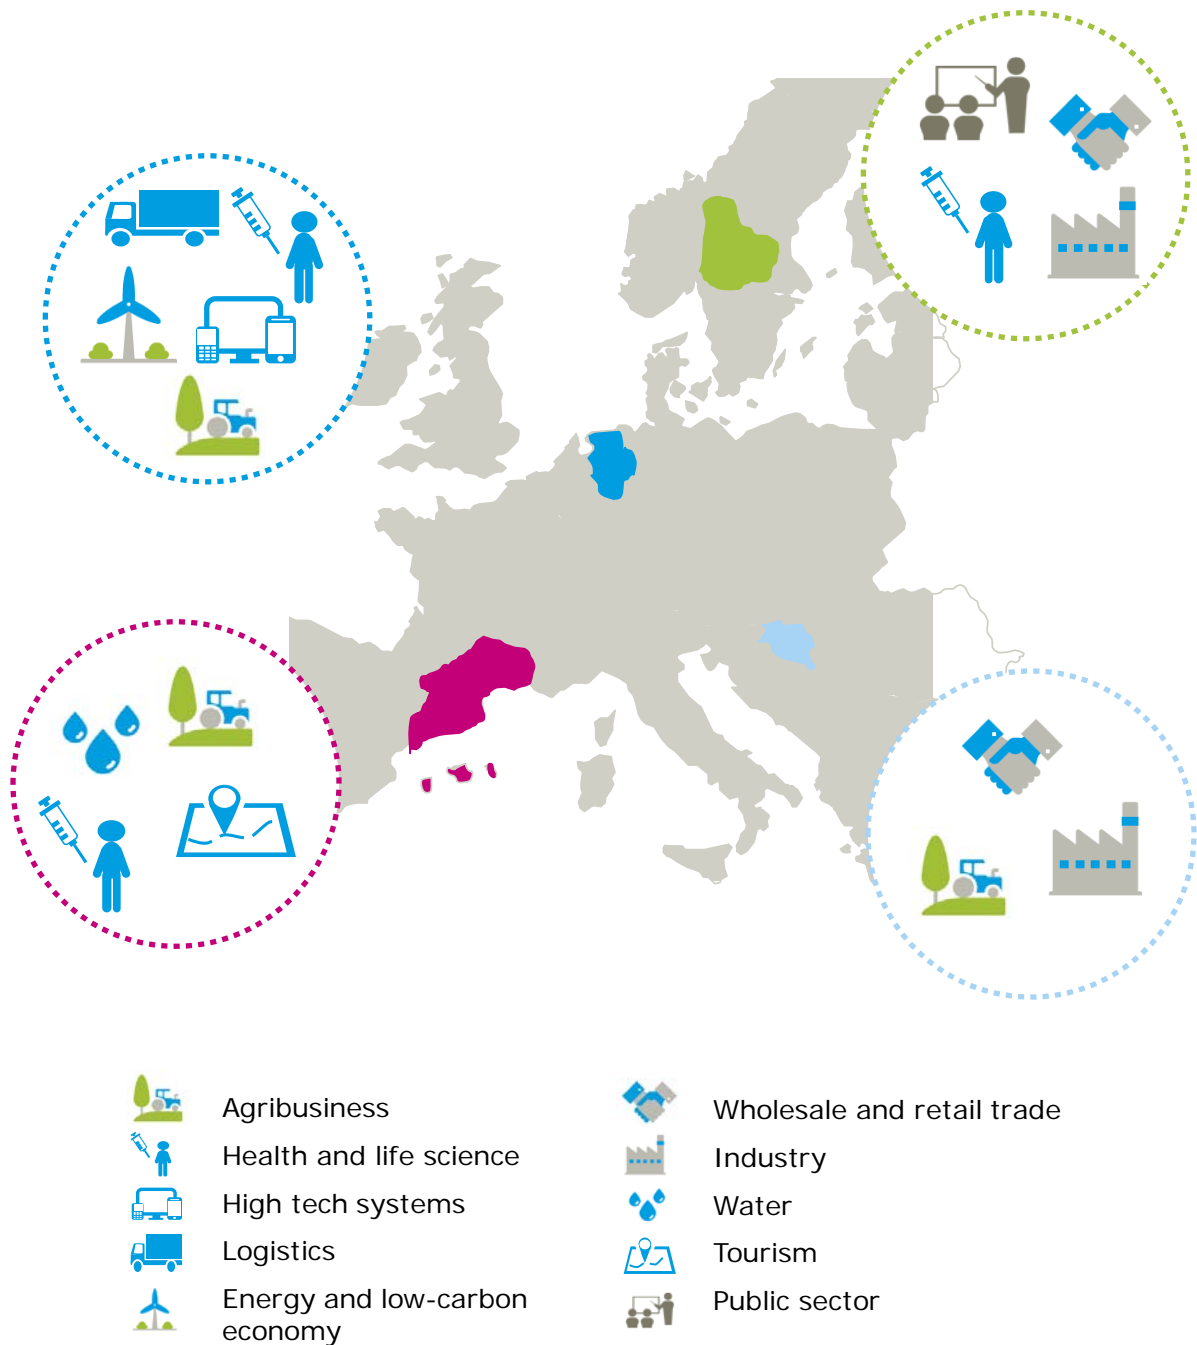 Agribusiness
Health and life science
High tech systems
Logistics
Energy and low-carbon
economy
Wholesale and retail trade
Industry
Water
Tourism
Public sector